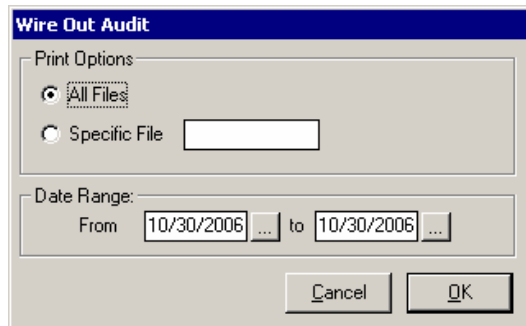 Wire Out Audit
Print Options
All Files
Specific File
Date Range:
From 10/30/2006 ... to 10/30/2006 ...
Cancel OK